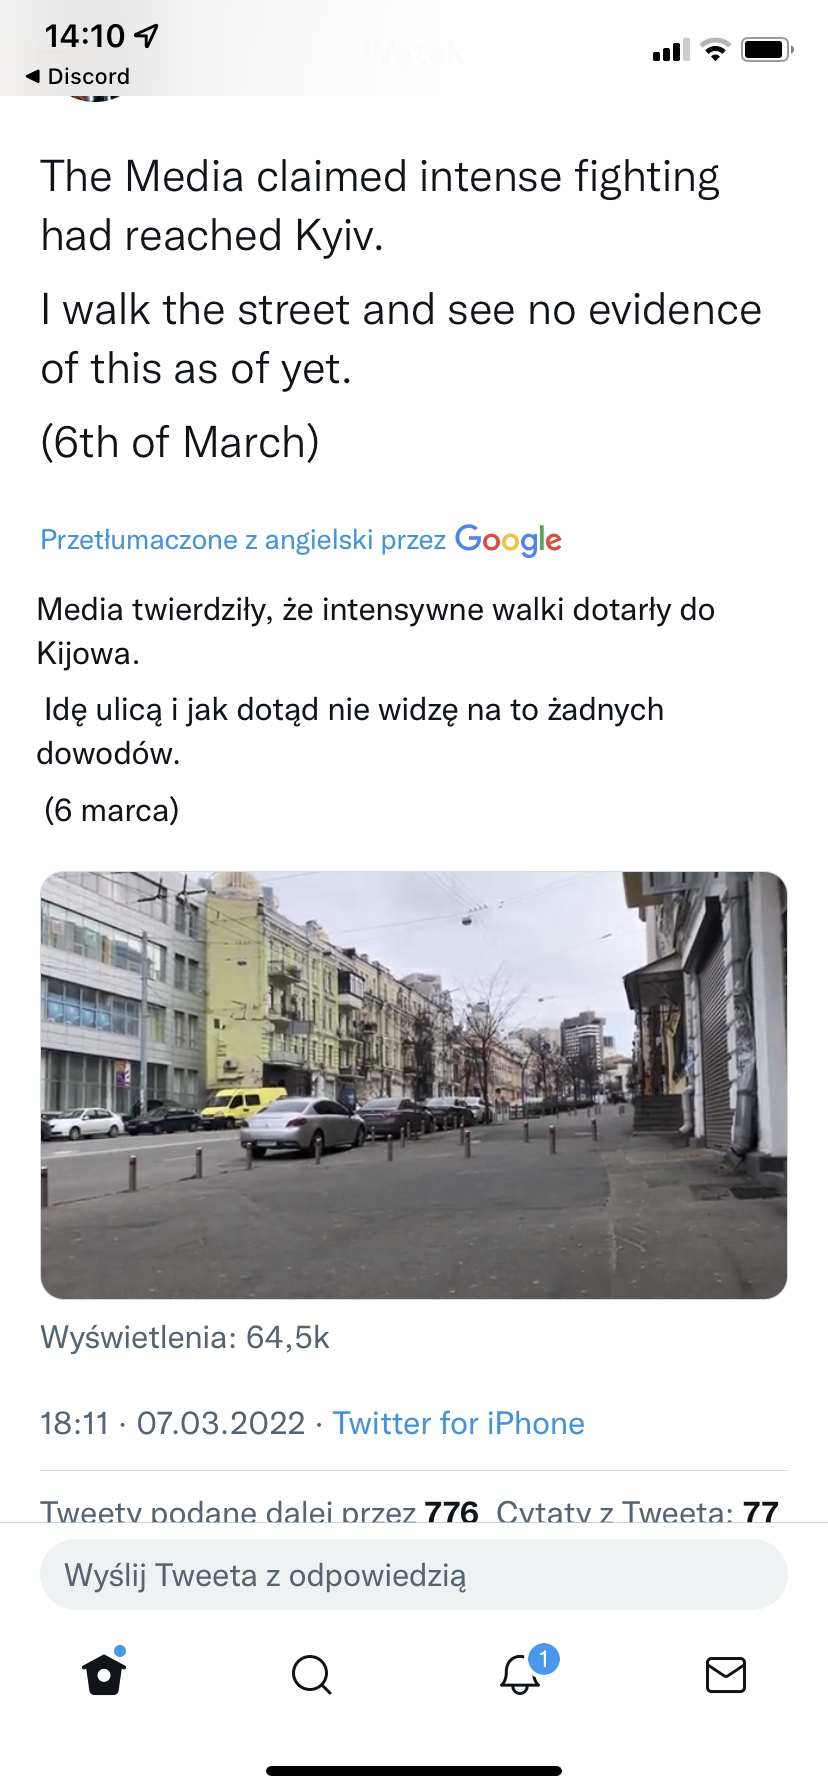 14:10
Discord
Wątek
The Media claimed intense fighting
had reached Kyiv.
I walk the street and see no evidence
of this as of yet.
(6th of March)
Przetłumaczone z angielski przez Google
Media twierdziły, że intensywne walki dotarły do
Kijowa.
Idę ulicą i jak dotąd nie widzę na to żadnych
dowodów.
(6 marca)
Wyświetlenia: 64,5k
18:11 · 07.03.2022 · Twitter for iPhone
Tweety podane dalej przez 776 Cytaty z Tweeta: 77
Wyślij Tweeta z odpowiedzią
1